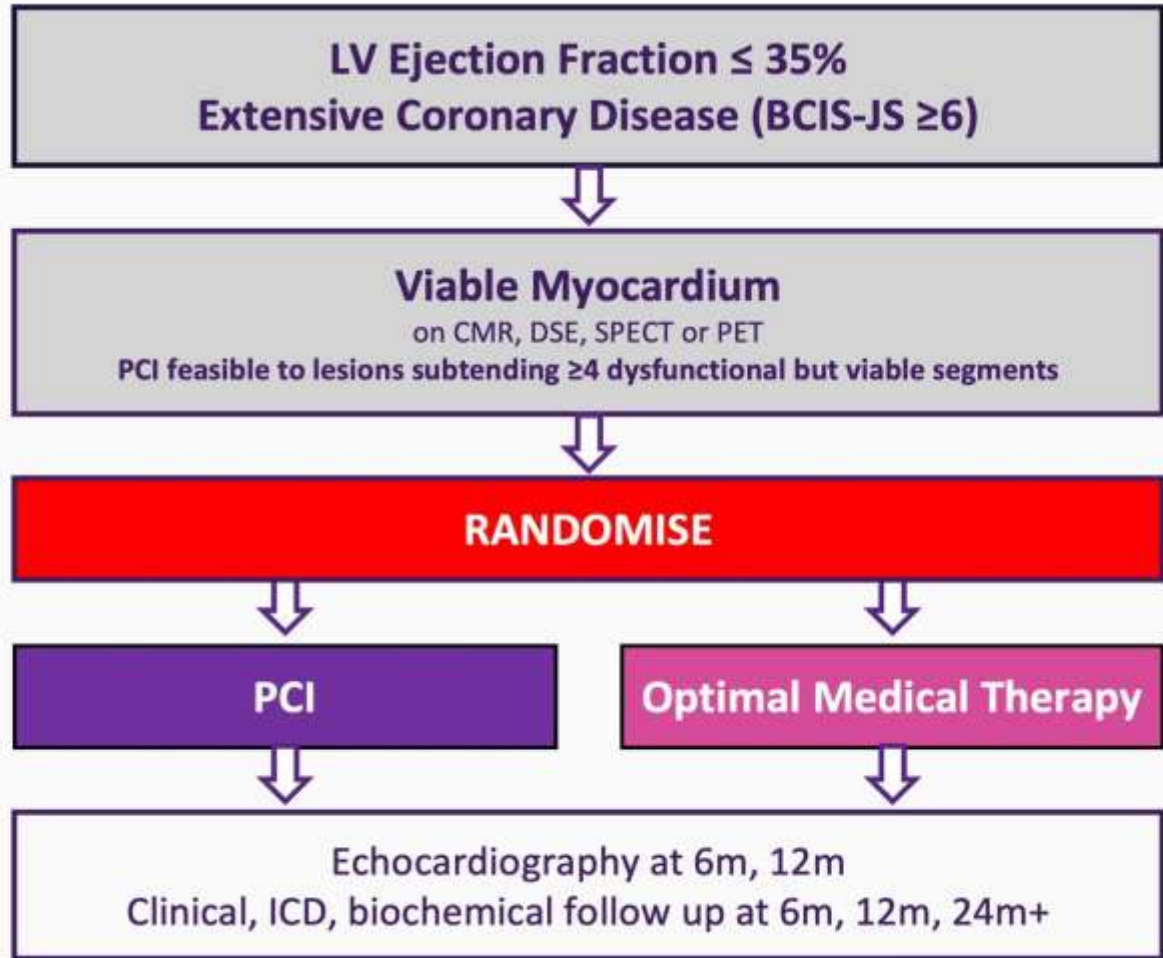 LV Ejection Fraction ≤ 35%
Extensive Coronary Disease (BCIS-JS ≥6)
Viable Myocardium
on CMR, DSE, SPECT or PET
PCI feasible to lesions subtending ≥4 dysfunctional but viable segments
RANDOMISE
PCI
Optimal Medical Therapy
Echocardiography at 6m, 12m
Clinical, ICD, biochemical follow up at 6m, 12m, 24m+